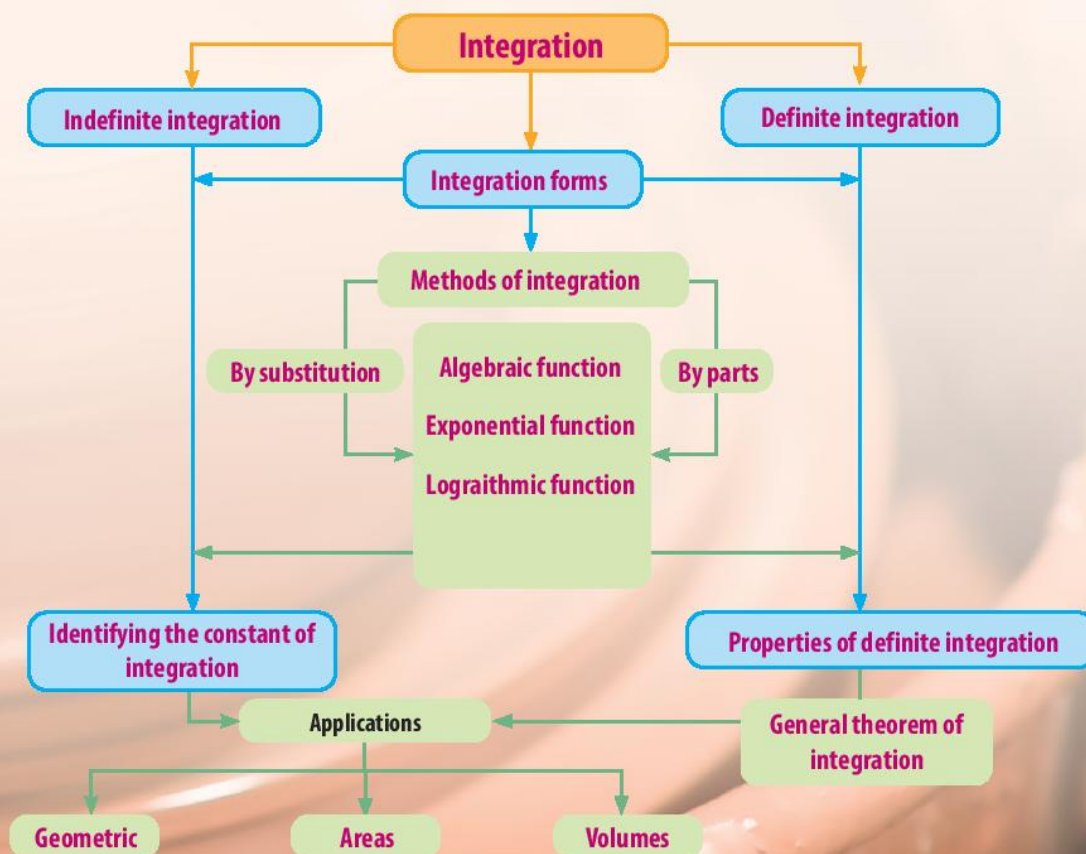 Integration
Indefinite integration
Definite integration
Integration forms
Methods of integration
By substitution
Algebraic function
By parts
Exponential function
Lograithmic function
Identifying the constant of
integration
Properties of definite integration
Applications
General theorem of
integration
Geometric
Areas
Volumes